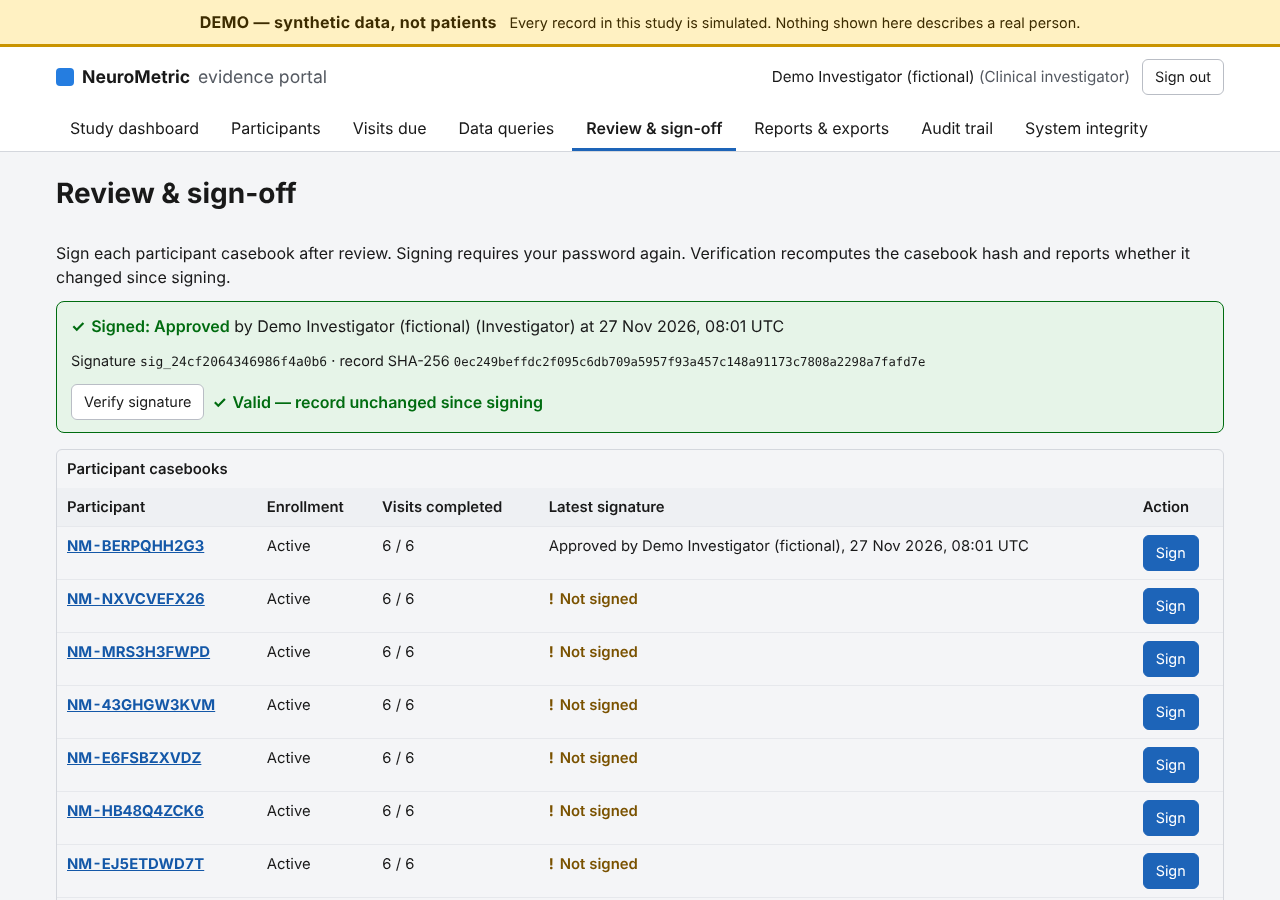 DEMO — synthetic data, not patients Every record in this study is simulated. Nothing shown here describes a real person.
NeuroMetric evidence portal
Demo Investigator (fictional) (Clinical investigator) Sign out
Study dashboard Participants Visits due Data queries Review & sign-off Reports & exports Audit trail System integrity
Review & sign-off
Sign each participant casebook after review. Signing requires your password again. Verification recomputes the casebook hash and reports whether it
changed since signing.
✓ Signed: Approved by Demo Investigator (fictional) (Investigator) at 27 Nov 2026, 08:01 UTC
Signature sig_24cf2064346986f4a0b6 · record SHA-256 0ec249beffdc2f095c6db709a5957f93a457c148a91173c7808a2298a7fafd7e
Verify signature ✓ Valid — record unchanged since signing
Participant casebooks
Participant Enrollment Visits completed Latest signature Action
NM-BERPQHH2G3 Active 6 / 6 Approved by Demo Investigator (fictional), 27 Nov 2026, 08:01 UTC Sign
NM-NXVCVEFX26 Active 6 / 6 ! Not signed Sign
NM-MRS3H3FWPD Active 6 / 6 ! Not signed Sign
NM-43GHGW3KVM Active 6 / 6 ! Not signed Sign
NM-E6FSBZXVDZ Active 6 / 6 ! Not signed Sign
NM-HB48Q4ZCK6 Active 6 / 6 ! Not signed Sign
NM-EJ5ETDWD7T Active 6 / 6 ! Not signed Sign